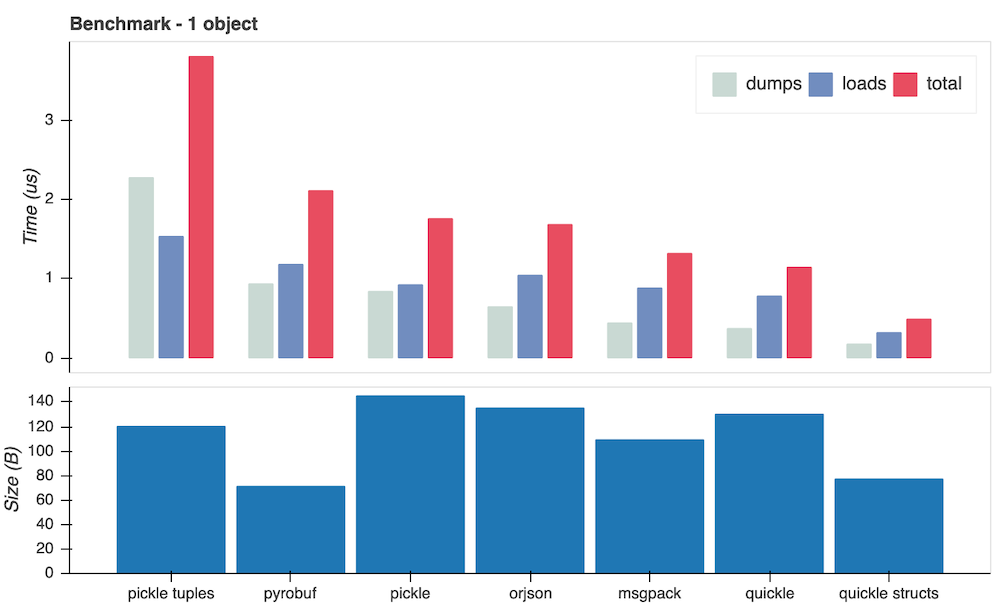 Benchmark - 1 object
dumps loads total
Time (us)
3
2
1
0
Size (B)
140
120
100
80
60
40
20
0
pickle tuples pyrobuf pickle orjson msgpack quickle quickle structs